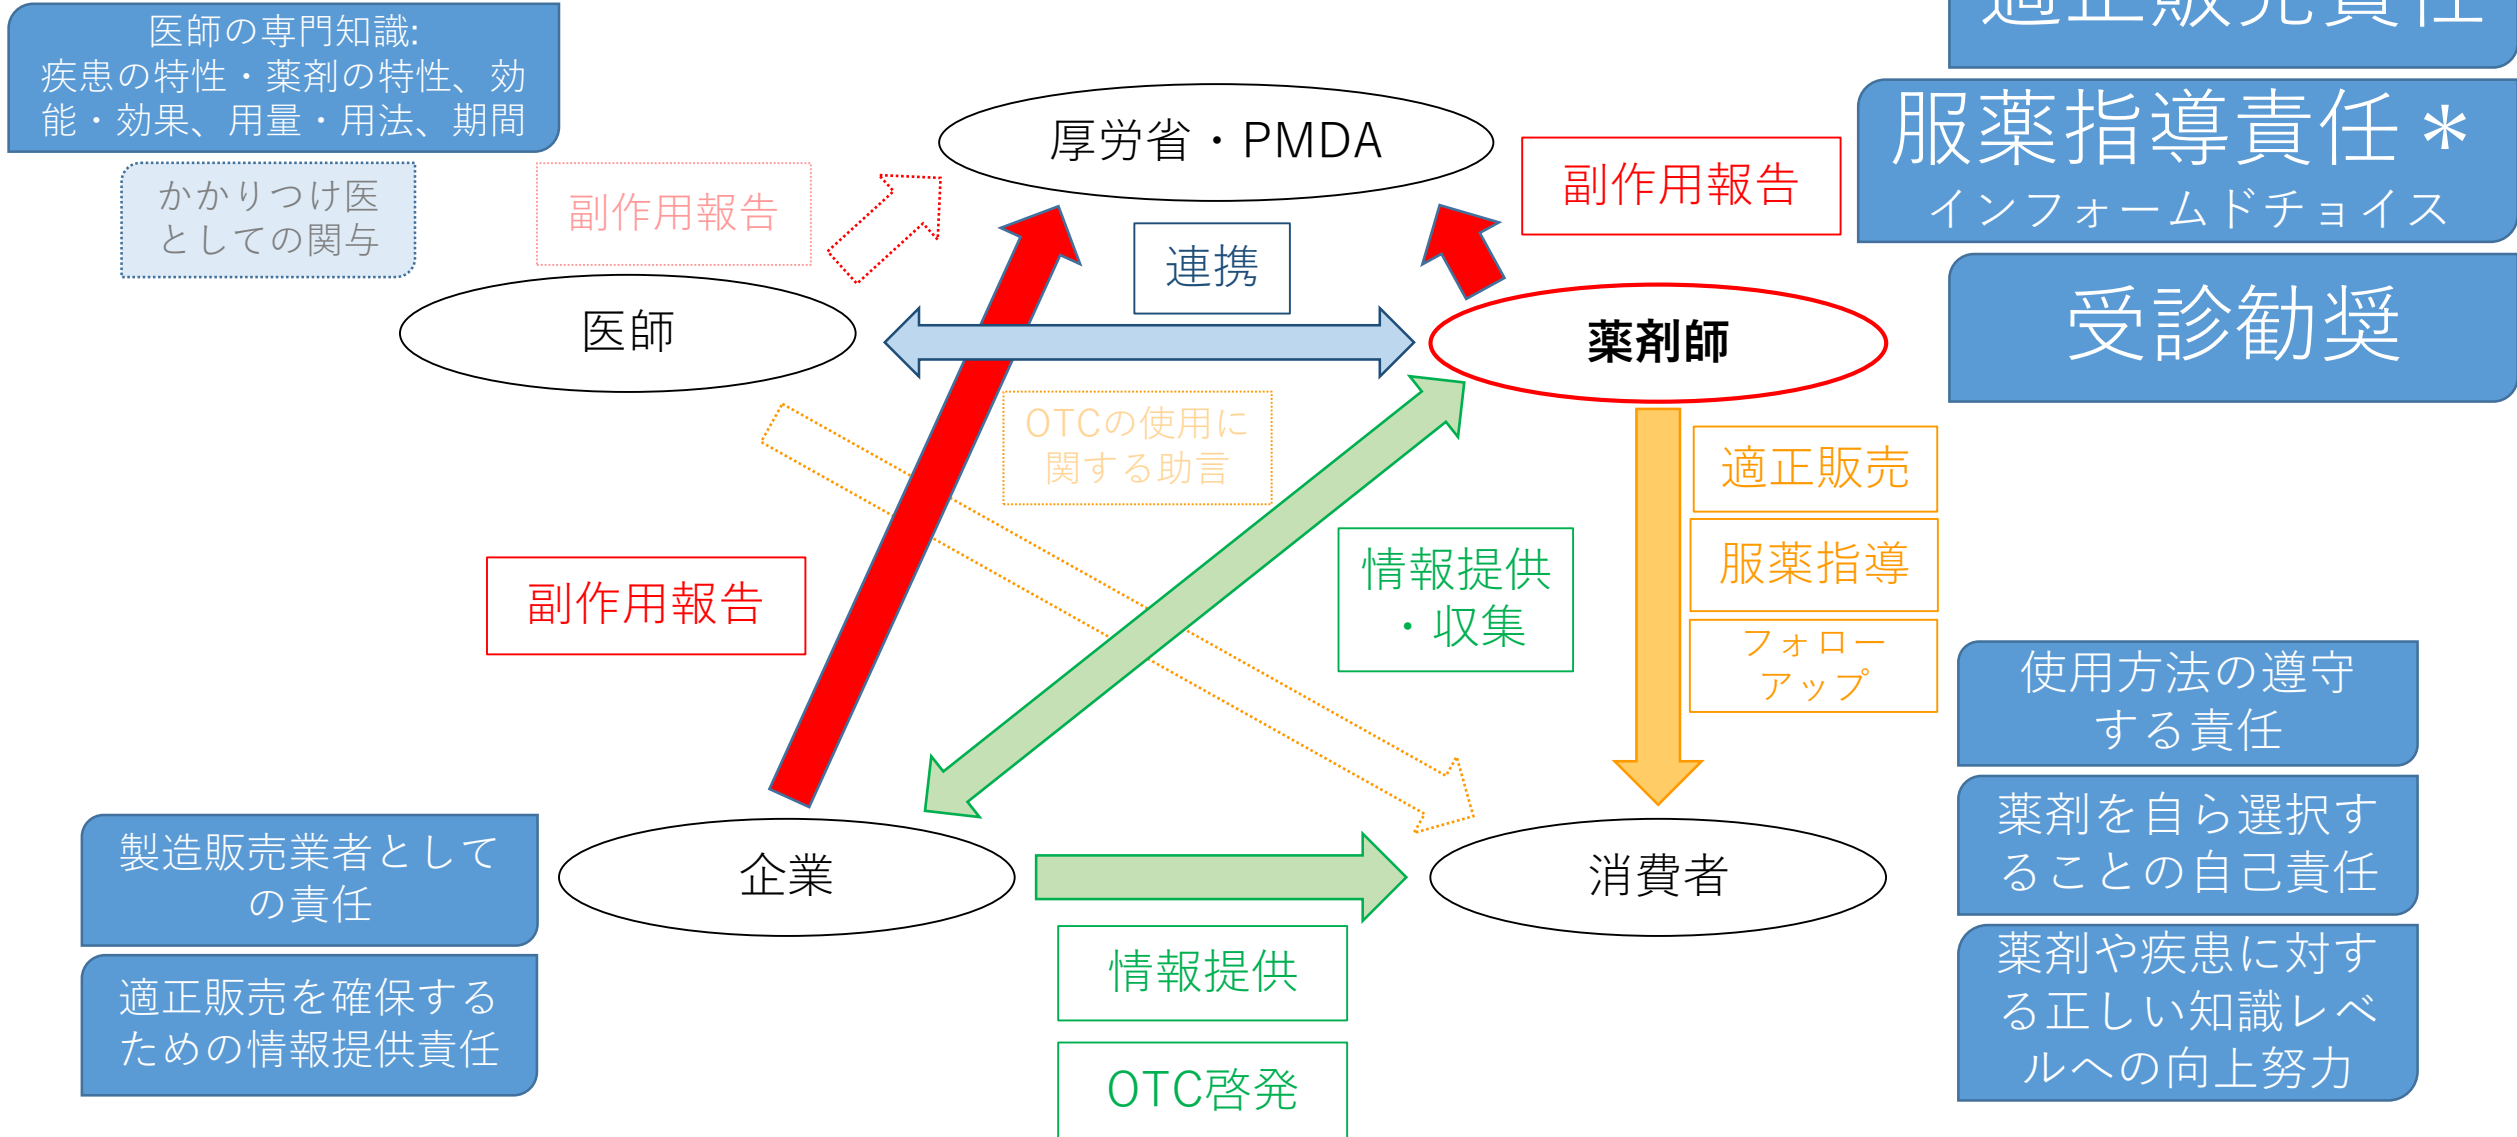 適正販売責任
医師の専門知識:
疾患の特性・薬剤の特性、効
能・効果、用量・用法、期間
厚労省・PMDA
服薬指導責任 *
インフォームドチョイス
副作用報告
かかりつけ医
としての関与
副作用報告
連携
医師
薬剤師
受診勧奨
OTCの使用に
関する助言
適正販売
服薬指導
フォロー
アップ
情報提供
・収集
副作用報告
使用方法の遵守
する責任
薬剤を自ら選択す
ることの自己責任
薬剤や疾患に対す
る正しい知識レベ
ルへの向上努力
製造販売業者として
の責任
適正販売を確保する
ための情報提供責任
企業
消費者
情報提供
OTC啓発